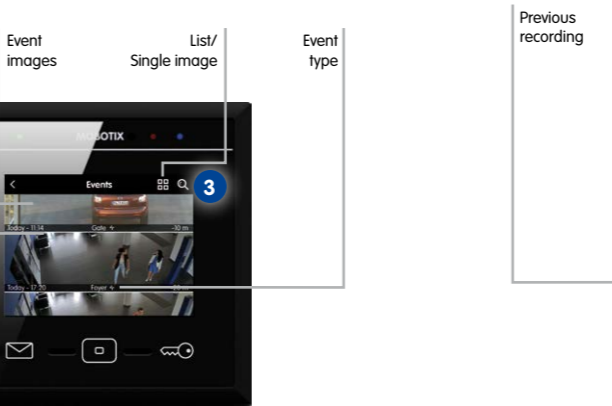 Event
images
List/
Single image
Event
type
Previous
recording
MOBOTIX
Events
3
Today - 11:14 Gate -10 m
Today - 17:20 Foyer